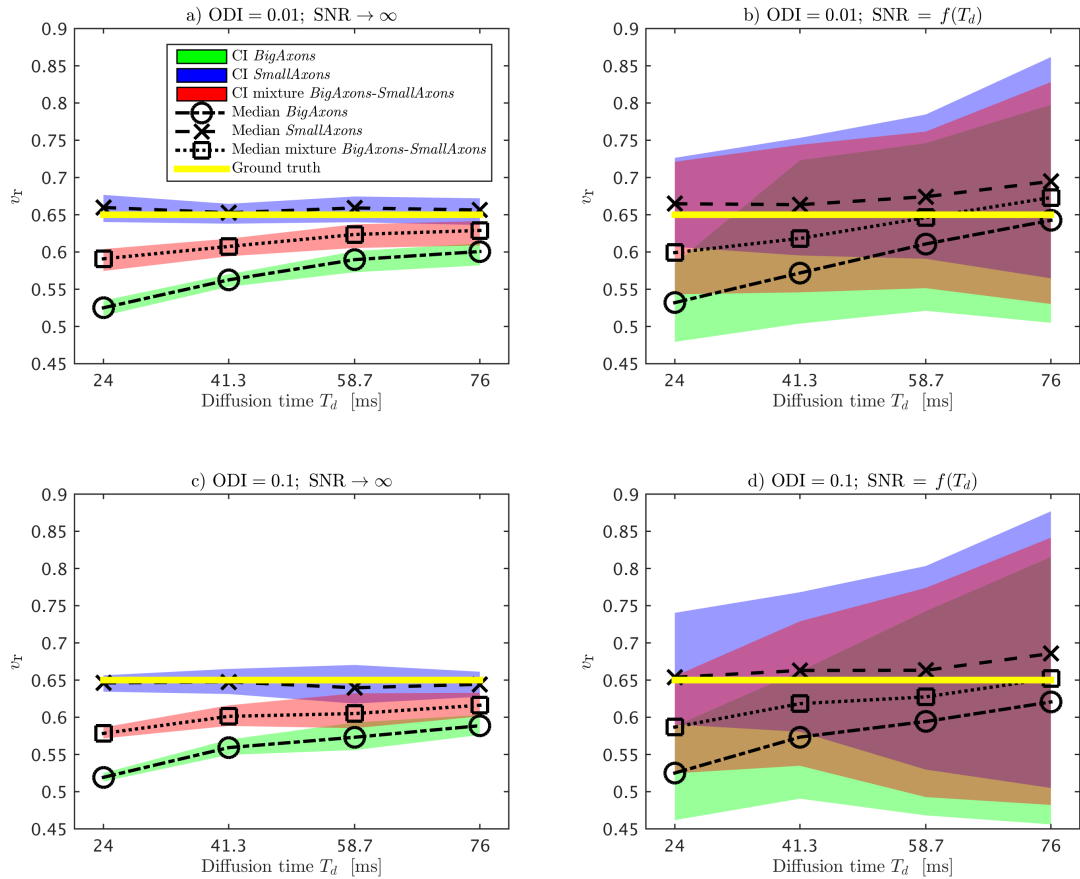 a) ODI = 0.01; SNR → ∞
0.9
0.85
0.8
0.75
0.7
0.65
0.6
0.55
0.5
0.45
v_r
CI BigAxons
CI SmallAxons
CI mixture BigAxons-SmallAxons
Median BigAxons
Median SmallAxons
Median mixture BigAxons-SmallAxons
Ground truth
24 41.3 58.7 76
Diffusion time T_d [ms]
b) ODI = 0.01; SNR = f(T_d)
0.9
0.85
0.8
0.75
0.7
0.65
0.6
0.55
0.5
0.45
v_r
24 41.3 58.7 76
Diffusion time T_d [ms]
c) ODI = 0.1; SNR → ∞
0.9
0.85
0.8
0.75
0.7
0.65
0.6
0.55
0.5
0.45
v_r
24 41.3 58.7 76
Diffusion time T_d [ms]
d) ODI = 0.1; SNR = f(T_d)
0.9
0.85
0.8
0.75
0.7
0.65
0.6
0.55
0.5
0.45
v_r
24 41.3 58.7 76
Diffusion time T_d [ms]